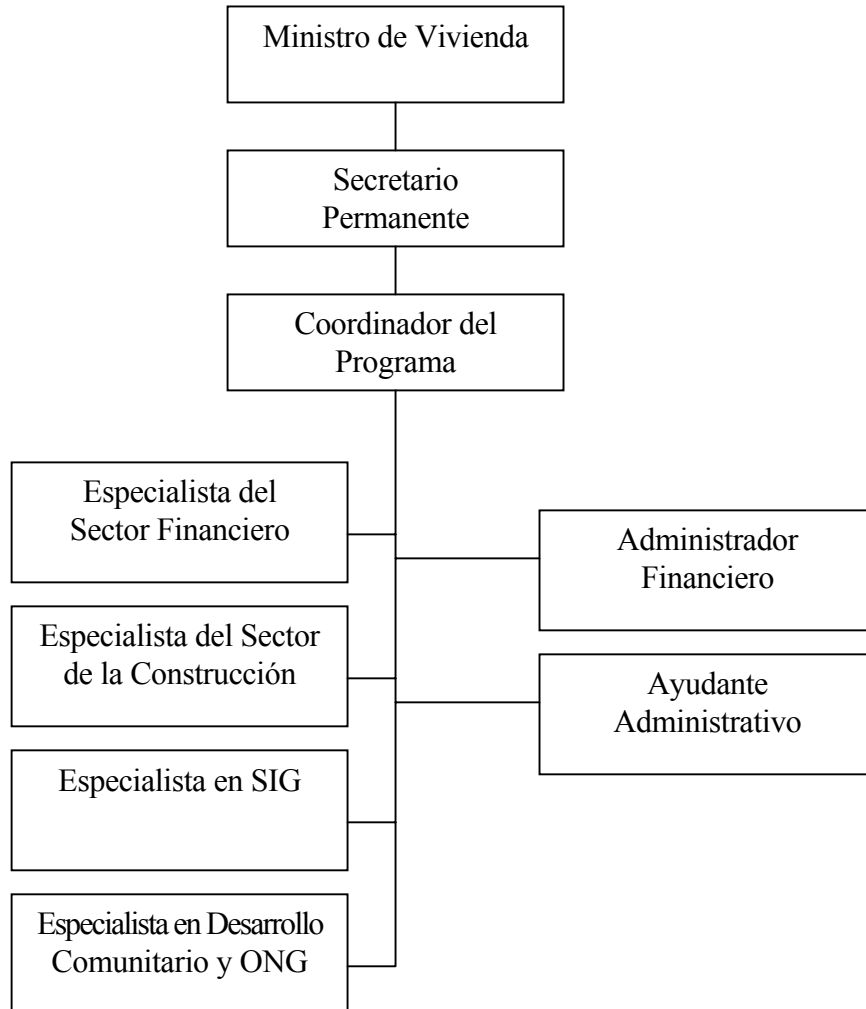 Ministro de Vivienda
Secretario
Permanente
Coordinador del
Programa
Especialista del
Sector Financiero
Administrador
Financiero
Especialista del Sector
de la Construcción
Ayudante
Administrativo
Especialista en SIG
Especialista en Desarrollo
Comunitario y ONG